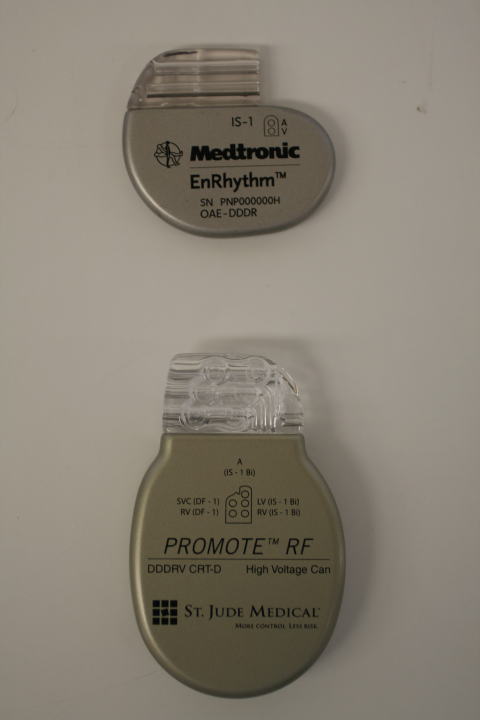 IS-1 A
V
Medtronic
EnRhythm™
SN PNP000000H
OAE-DDDR
A
(IS - 1 Bi)
SVC (DF - 1) LV (IS - 1 Bi)
RV (DF - 1) RV (IS - 1 Bi)
PROMOTE™ RF
DDDRV CRT-D High Voltage Can
ST. JUDE MEDICAL
MORE CONTROL. LESS RISK.